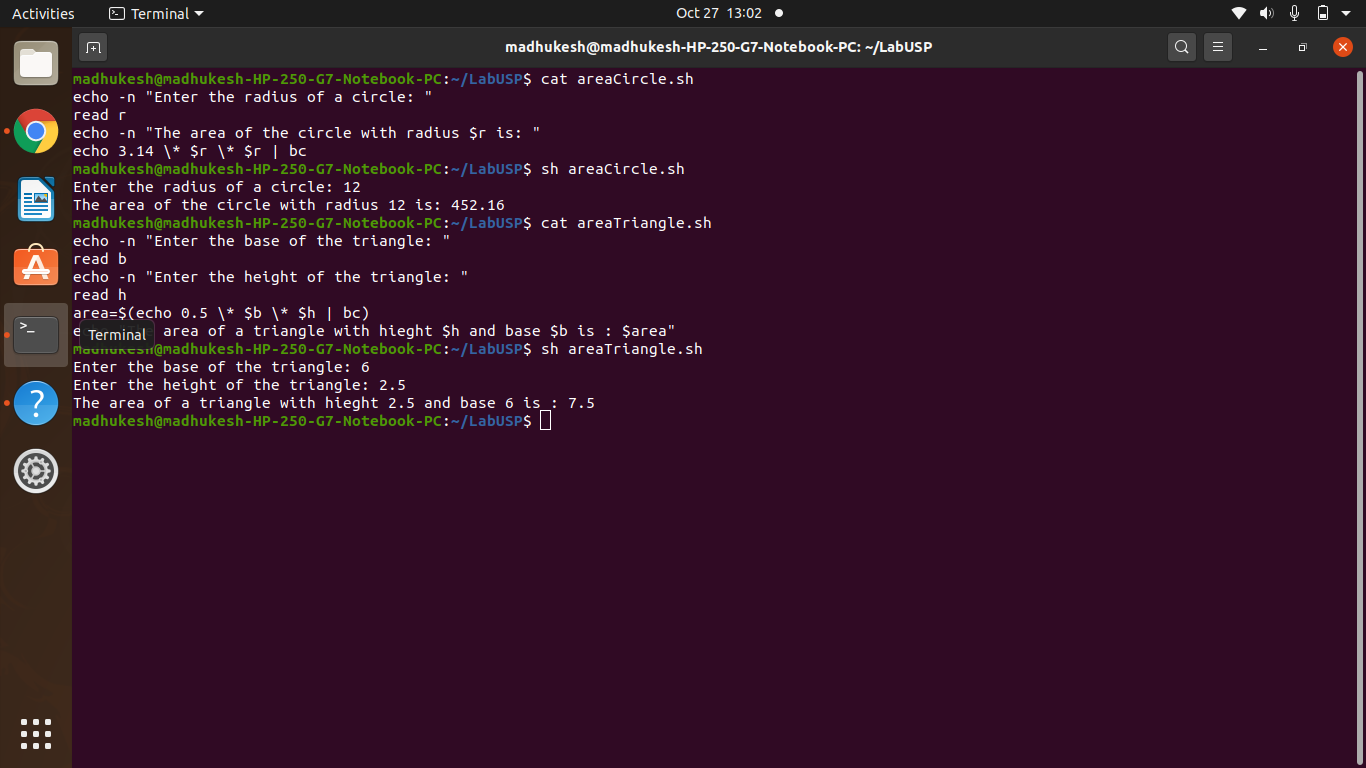 Activities Terminal Oct 27 13:02
madhukesh@madhukesh-HP-250-G7-Notebook-PC: ~/LabUSP
madhukesh@madhukesh-HP-250-G7-Notebook-PC:~/LabUSP$ cat areaCircle.sh
echo -n "Enter the radius of a circle: "
read r
echo -n "The area of the circle with radius $r is: "
echo 3.14 \* $r \* $r | bc
madhukesh@madhukesh-HP-250-G7-Notebook-PC:~/LabUSP$ sh areaCircle.sh
Enter the radius of a circle: 12
The area of the circle with radius 12 is: 452.16
madhukesh@madhukesh-HP-250-G7-Notebook-PC:~/LabUSP$ cat areaTriangle.sh
echo -n "Enter the base of the triangle: "
read b
echo -n "Enter the height of the triangle: "
read h
area=$(echo 0.5 \* $b \* $h | bc)
area of a triangle with hieght $h and base $b is : $area"
Terminal
madhukesh@madhukesh-HP-250-G7-Notebook-PC:~/LabUSP$ sh areaTriangle.sh
Enter the base of the triangle: 6
Enter the height of the triangle: 2.5
The area of a triangle with hieght 2.5 and base 6 is : 7.5
madhukesh@madhukesh-HP-250-G7-Notebook-PC:~/LabUSP$